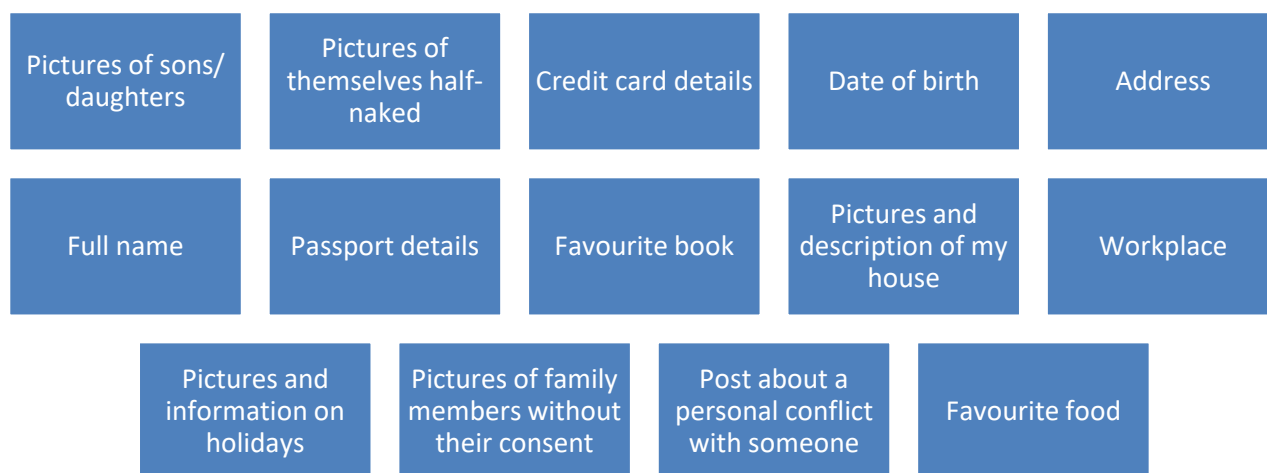 Pictures of sons/
daughters
Pictures of
themselves half-
naked
Credit card details
Date of birth
Address
Full name
Passport details
Favourite book
Pictures and
description of my
house
Workplace
Pictures and
information on
holidays
Pictures of family
members without
their consent
Post about a
personal conflict
with someone
Favourite food